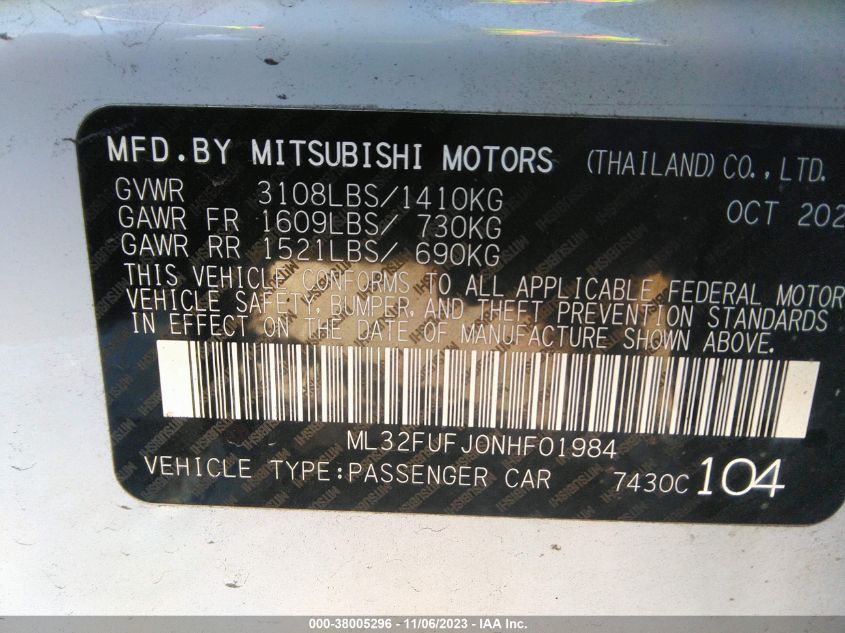 MFD.BY MITSUBISHI MOTORS (THAILAND) CO., LTD.
GVWR 3108LBS/1410KG OCT 202
GAWR FR 1609LBS/ 730KG
GAWR RR 1521LBS/ 690KG
THIS VEHICLE CONFORMS TO ALL APPLICABLE FEDERAL MOTOR
VEHICLE SAFETY, BUMPER, AND THEFT PREVENTION STANDARDS
IN EFFECT ON THE DATE OF MANUFACTURE SHOWN ABOVE.
ML32FUFJ0NHF01984
VEHICLE TYPE:PASSENGER CAR 7430C 104
000-38005296 - 11/06/2023 - IAA Inc.